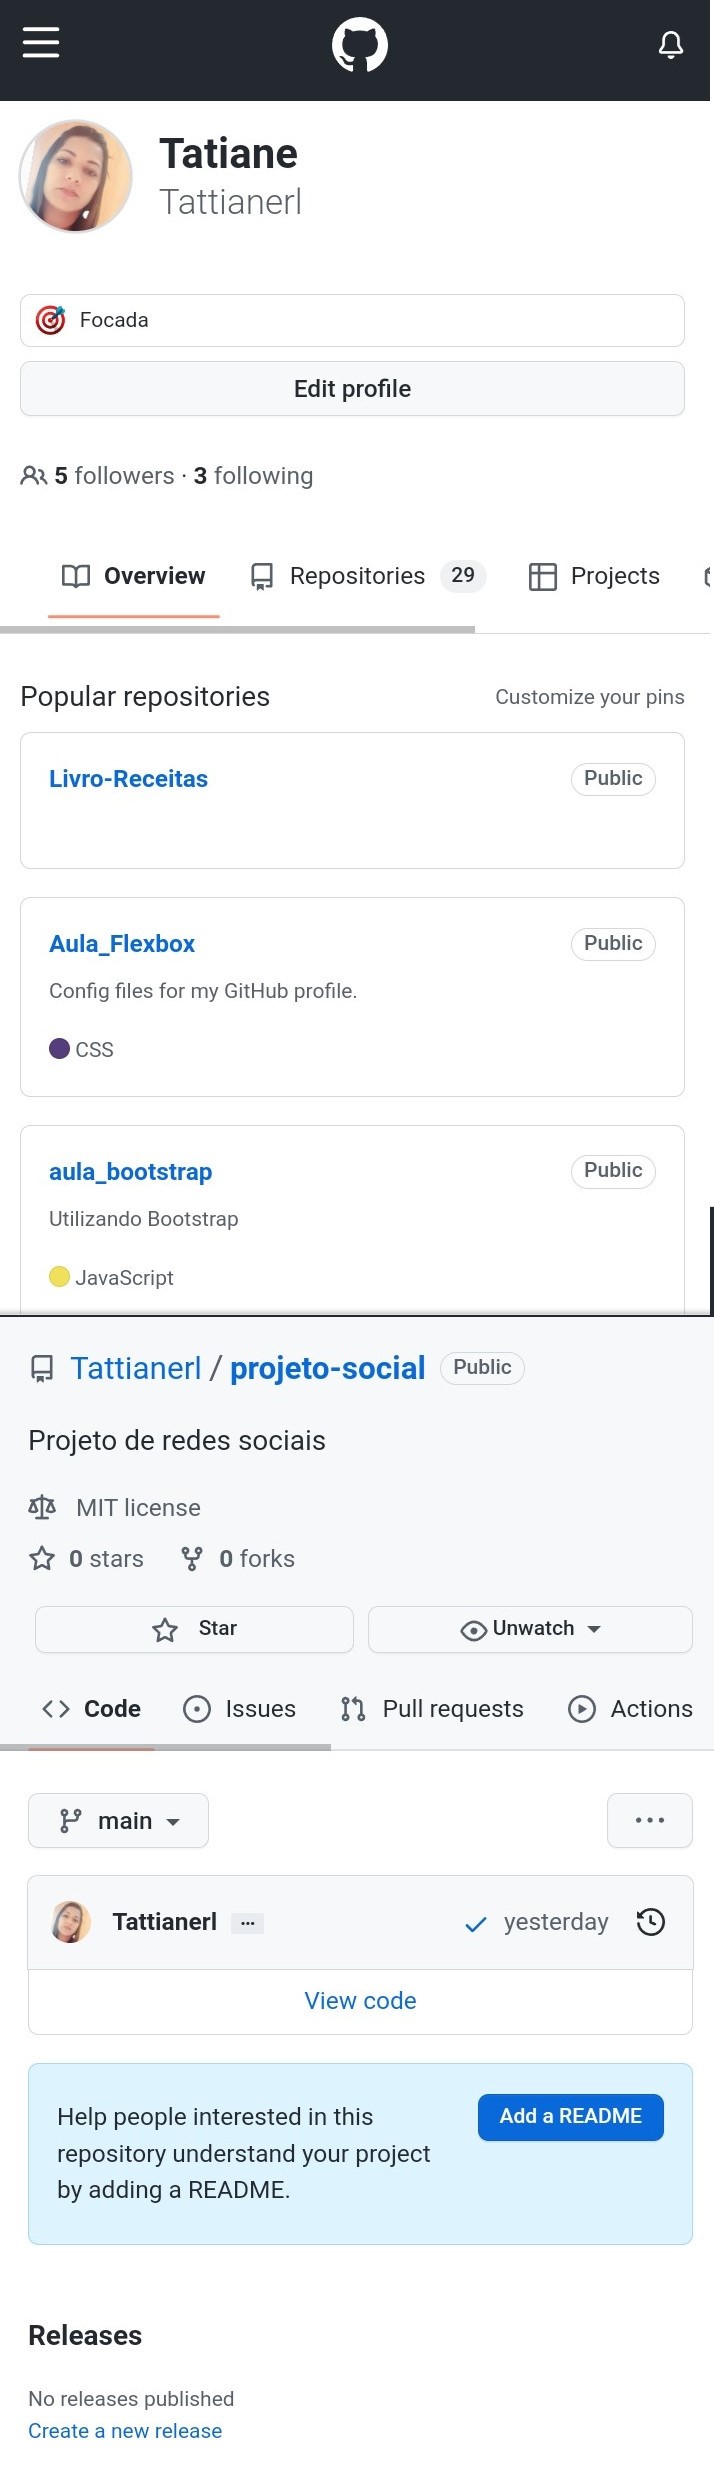 Tatiane
Tattianerl
Focada
Edit profile
5 followers · 3 following
Overview Repositories 29 Projects
Popular repositories Customize your pins
Livro-Receitas Public
Aula_Flexbox Public
Config files for my GitHub profile.
CSS
aula_bootstrap Public
Utilizando Bootstrap
JavaScript
Tattianerl / projeto-social Public
Projeto de redes sociais
MIT license
0 stars 0 forks
Star Unwatch
Code Issues Pull requests Actions
main ...
Tattianerl ... yesterday
View code
Help people interested in this
repository understand your project
by adding a README.
Add a README
Releases
No releases published
Create a new release